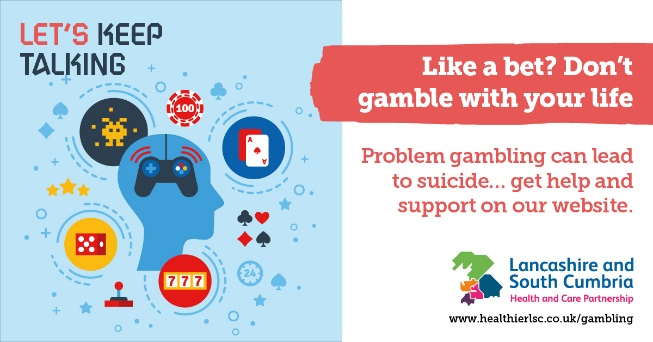 LET'S KEEP
TALKING
100
A
A
777
24
Like a bet? Don't
gamble with your life
Problem gambling can lead
to suicide... get help and
support on our website.
Lancashire and
South Cumbria
Health and Care Partnership
www.healthierlsc.co.uk/gambling